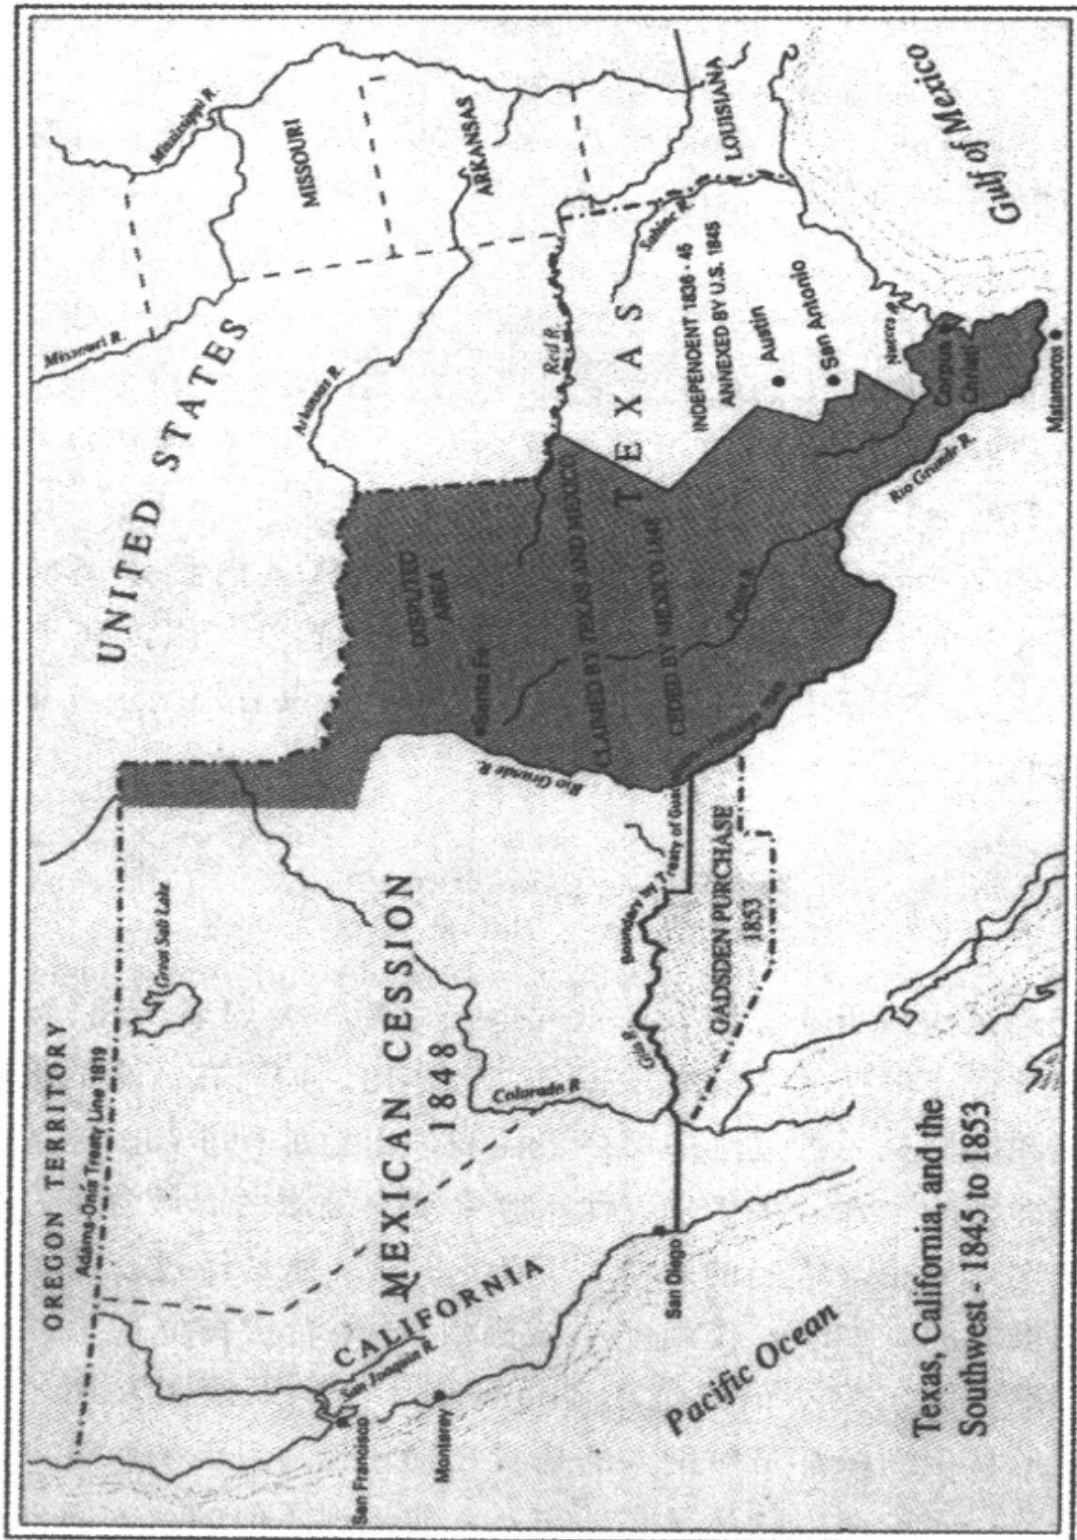 OREGON TERRITORY
Adams-Onís Treaty Line 1819
Great Salt Lake
UNITED STATES
Missouri R.
Mississippi R.
MISSOURI
Arkansas R.
ARKANSAS
MEXICAN CESSION
1848
CALIFORNIA
San Joaquin R.
San Francisco
Monterey
Colorado R.
DISPUTED
AREA
Santa Fe
Rio Grande R.
CLAIMED BY TEXAS AND MEXICO
CEDED BY MEXICO
Red R.
TEXAS
INDEPENDENT 1836 - 45
ANNEXED BY U.S. 1845
Sabine R.
LOUISIANA
Austin
San Antonio
Nueces R.
Corpus
Christi
Rio Grande R.
Matamoros
Gulf of Mexico
Gila R.
Boundary by Treaty of
GADSDEN PURCHASE
1853
San Diego
Pacific Ocean
Texas, California, and the
Southwest - 1845 to 1853